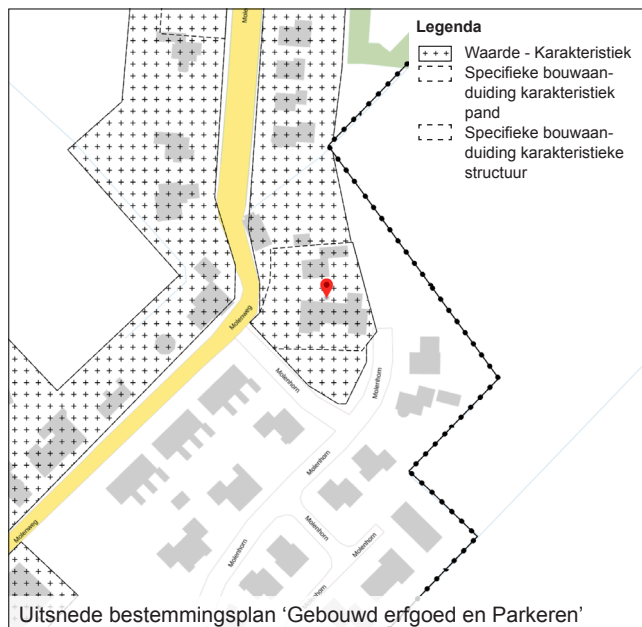 Legenda
Waarde - Karakteristiek
Specifieke bouwaan-
duiding karakteristiek
pand
Specifieke bouwaan-
duiding karakteristieke
structuur
Molenweg
Molenhorn
Molenhorn
Molenhorn
Molenhorn
Molenhorn
Molenhorn
Molenweg
Uitsnede bestemmingsplan ‘Gebouwd erfgoed en Parkeren’